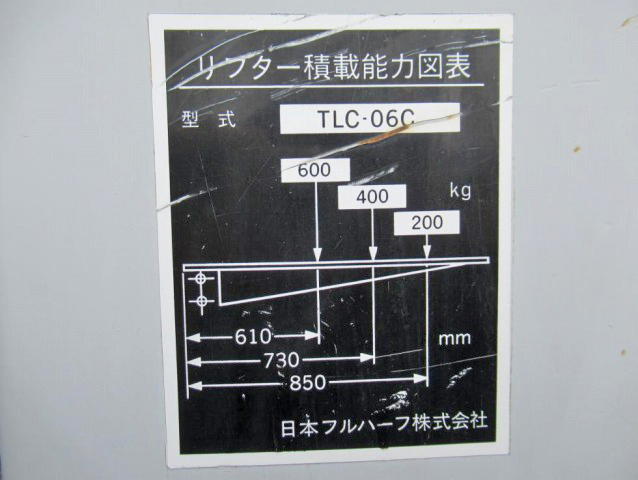 リフター積載能力図表
型式 TLC-06C
600
400 kg
200
610 mm
730
850
日本フルハーフ株式会社